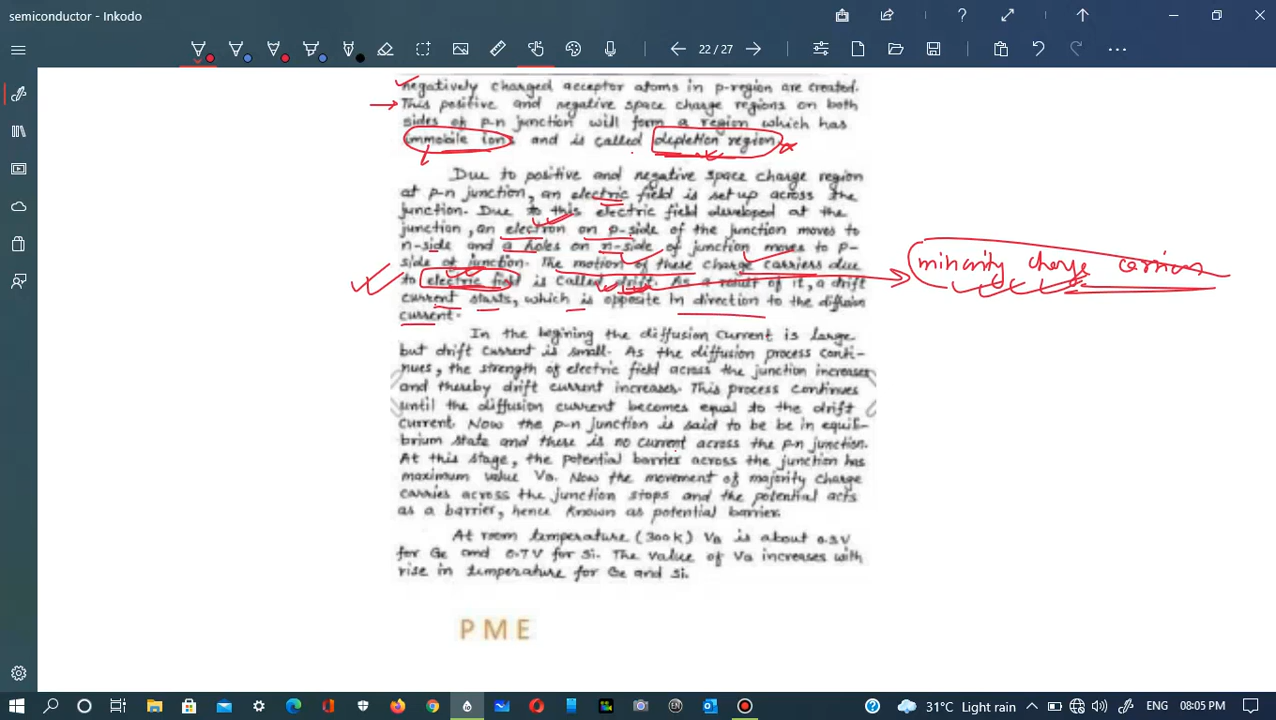 semiconductor - Inkodo
22 / 27
negatively charged acceptor atoms in p-region are created.
This positive and negative space charge regions on both
sides of p-n junction will form a region which has
immobile ions and is called depletion region
Due to positive and negative space charge region
at p-n junction, an electric field is set up across the
junction. Due to this electric field developed at the
junction, an electron on p-side of the junction moves to
n-side and a holes on n-side of junction moves to p-
side of junction. The motion of these charge carriers due
minority charge carriers
to electric field is called drift. As a result of it, a drift
current starts, which is opposite in direction to the diffusion
current.
In the begining the diffusion current is large
but drift current is small. As the diffusion process conti-
nues, the strength of electric field across the junction increases
and thereby drift current increases. This process continues
until the diffusion current becomes equal to the drift
current. Now the p-n junction is said to be be in equil-
brium state and there is no current across the p-n junction.
At this stage, the potential barrier across the junction has
maximum value VB. Now the movement of majority charge
carries across the junction stops and the potential acts
as a barrier, hence known as potential barrier.
At room temperature (300K) VB is about 0.3V
for Ge and 0.7V for Si. The value of VB increases with
rise in temperature for Ge and Si.
PME
31°C Light rain
ENG
08:05 PM